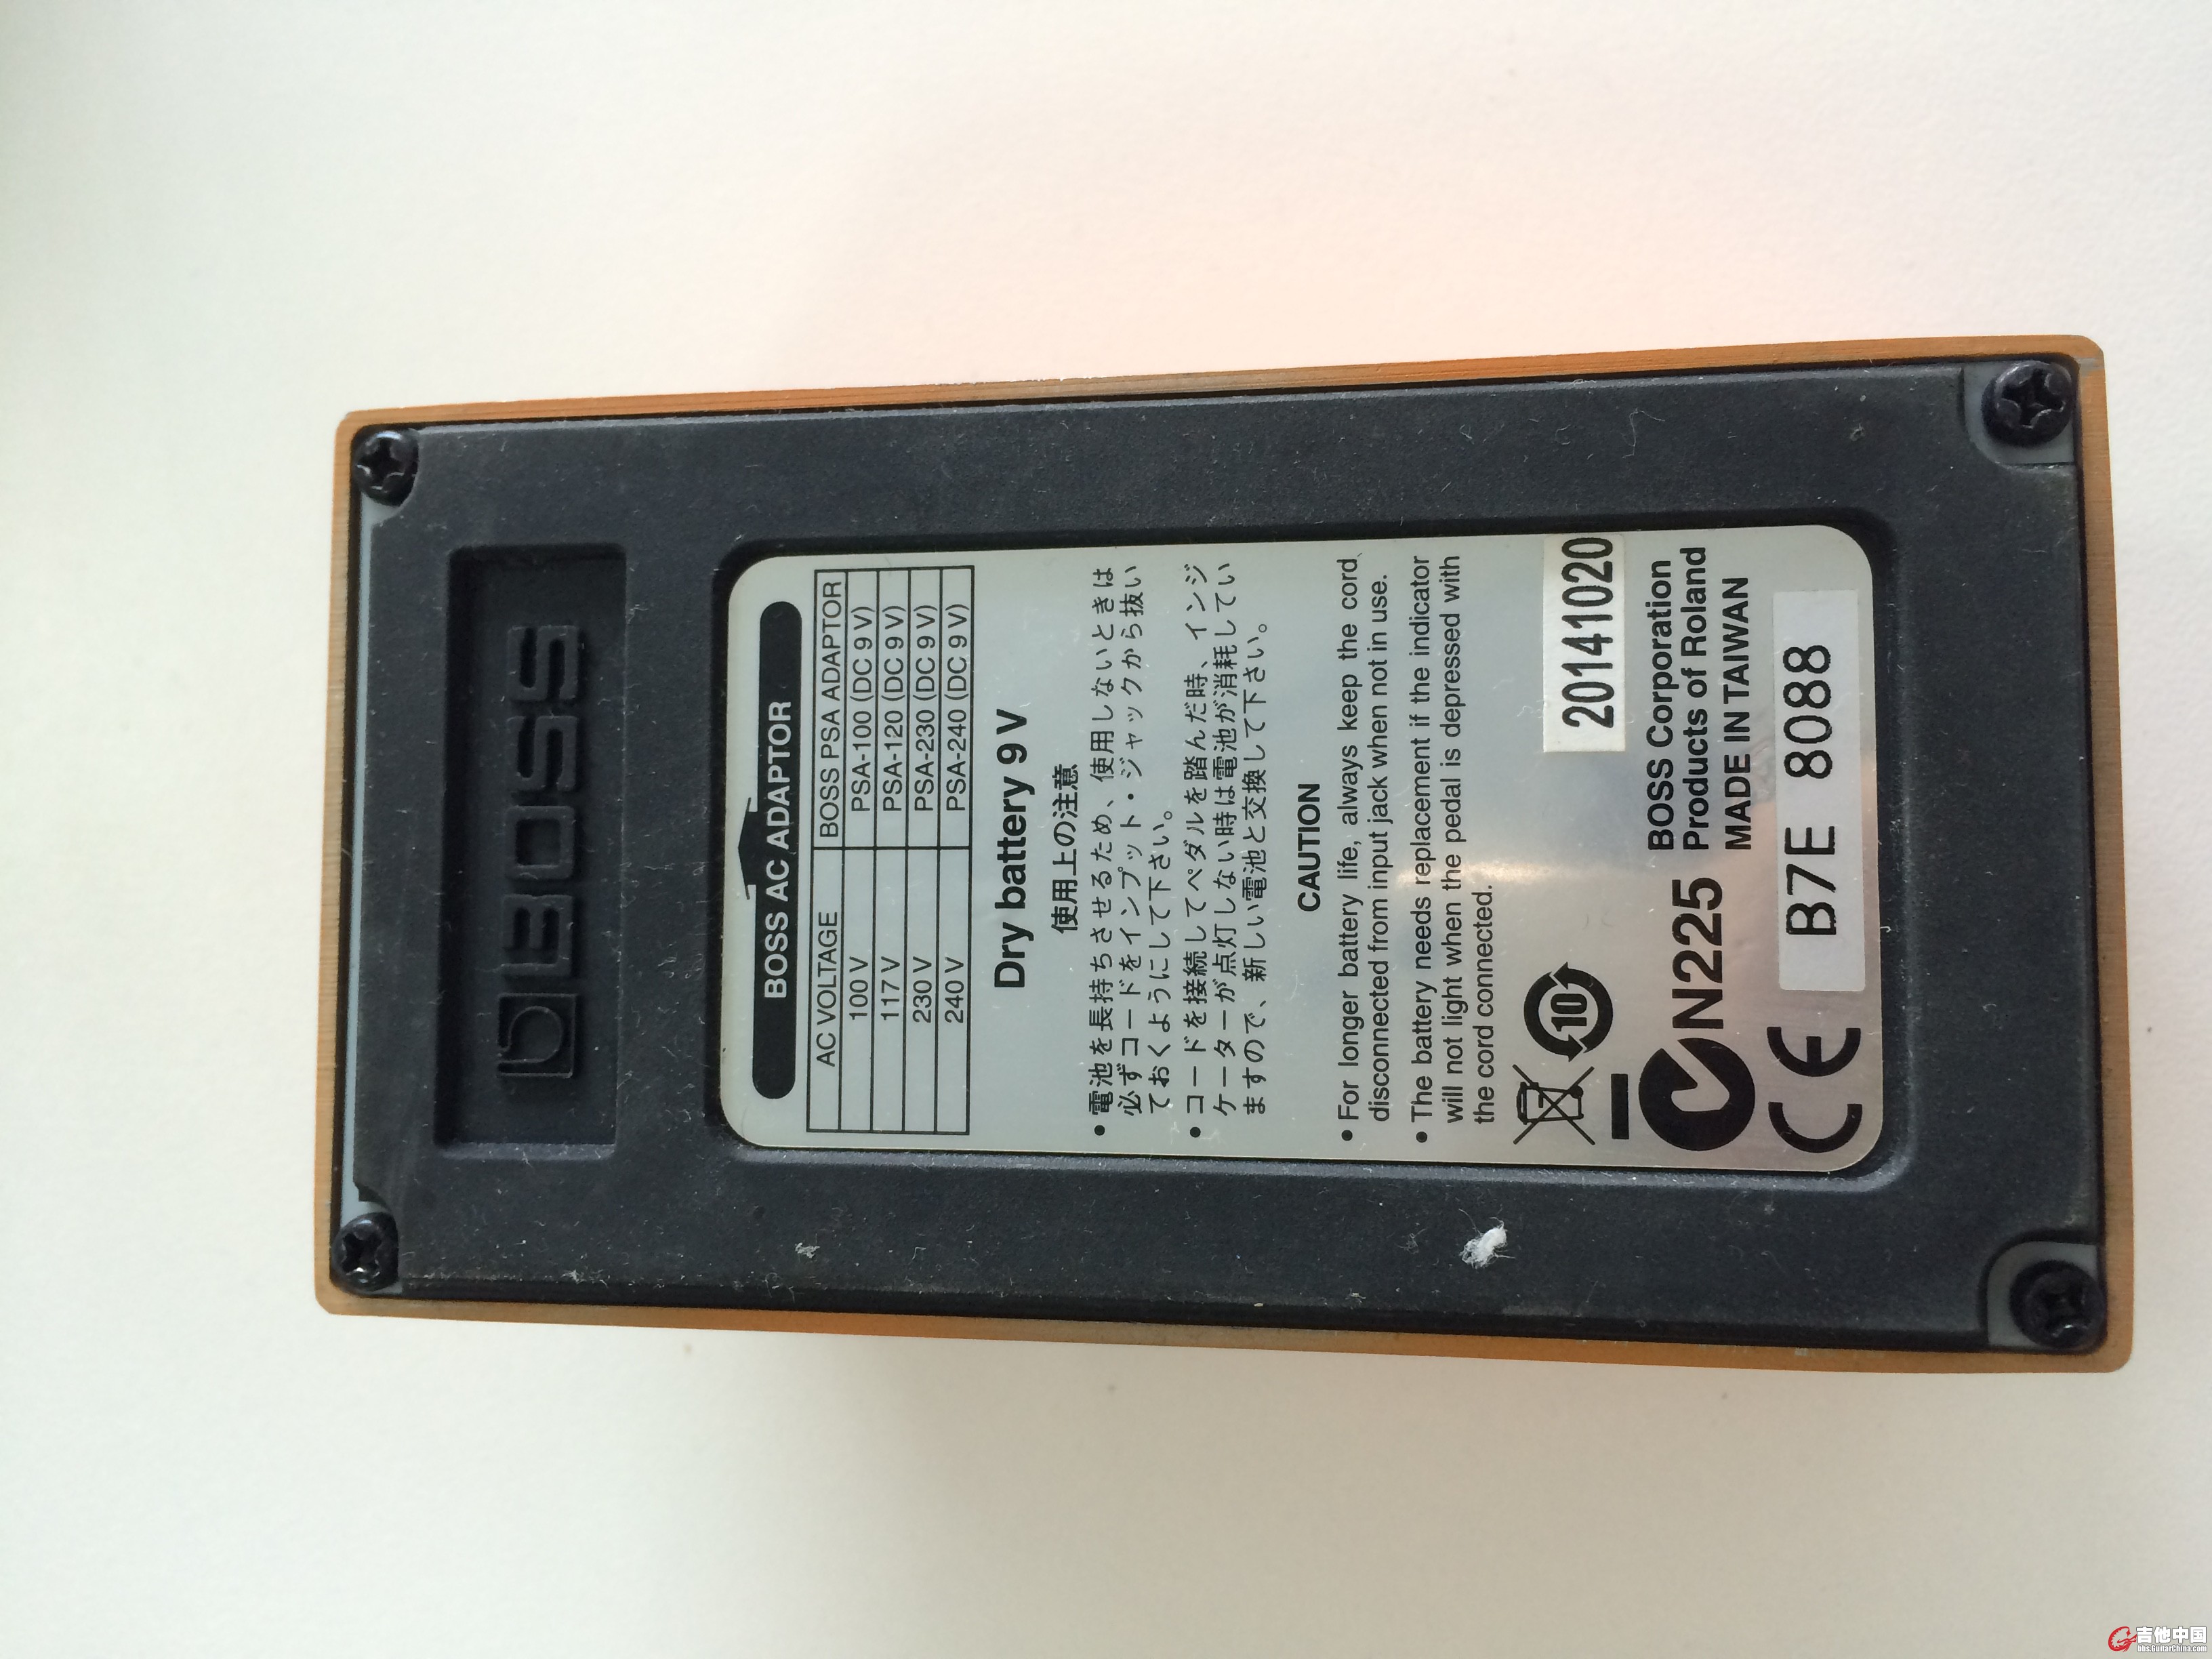 BOSS
BOSS AC ADAPTOR
AC VOLTAGE BOSS PSA ADAPTOR
100 V PSA-100 (DC 9 V)
117 V PSA-120 (DC 9 V)
230 V PSA-230 (DC 9 V)
240 V PSA-240 (DC 9 V)
Dry battery 9 V
使用上の注意
• 電池を長持ちさせるため、使用しないときは
必ずコードをインプット・ジャックから抜い
ておくようにして下さい。
• コードを接続してペダルを踏んだ時、インジ
ケーターが点灯しない時は電池が消耗してい
ますので、新しい電池と交換して下さい。
CAUTION
• For longer battery life, always keep the cord
disconnected from input jack when not in use.
• The battery needs replacement if the indicator
will not light when the pedal is depressed with
the cord connected.
10
20141020
N225
BOSS Corporation
Products of Roland
MADE IN TAIWAN
CE
B7E 8088
吉他中国
bbs.GuitarChina.com